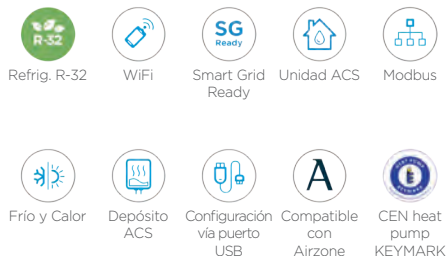 R-32
SG
Ready
Refrig. R-32 WiFi Smart Grid Ready Unidad ACS Modbus
A
Frío y Calor Depósito ACS Configuración vía puerto USB Compatible con Airzone CEN heat pump KEYMARK